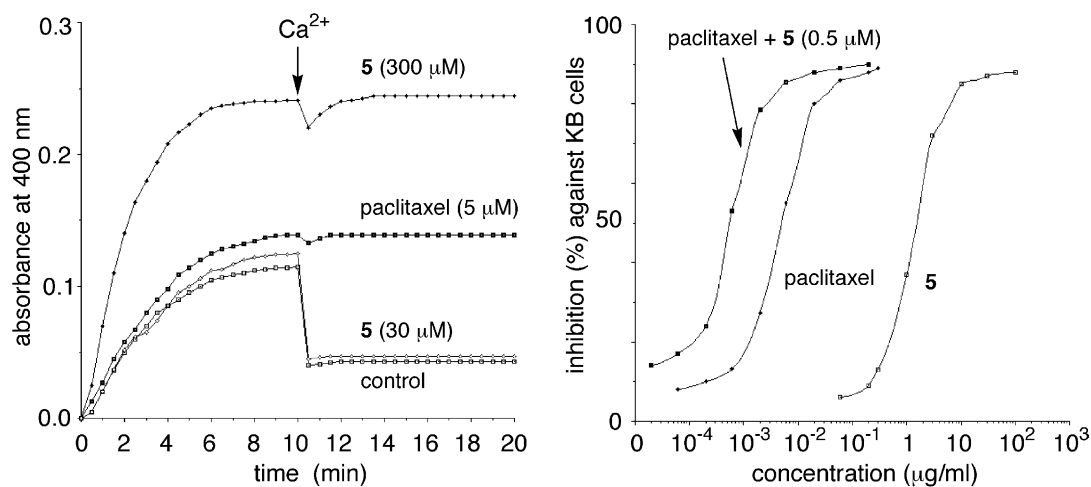 0.3
0.2
0.1
0.0
absorbance at 400 nm
Ca2+
5 (300 μM)
paclitaxel (5 μM)
5 (30 μM)
control
0 2 4 6 8 10 12 14 16 18 20
time (min)
100
50
0
inhibition (%) against KB cells
paclitaxel + 5 (0.5 μM)
paclitaxel
5
0 10-4 10-3 10-2 10-1 1 10 102 103
concentration (μg/ml)